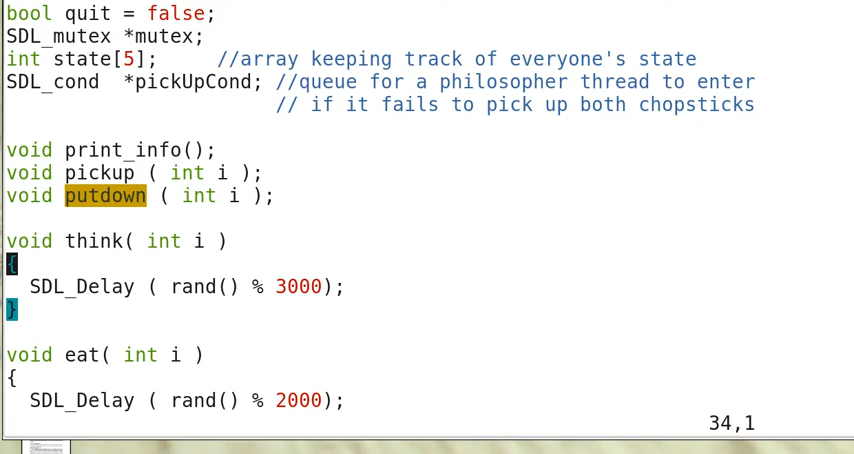 bool quit = false;
SDL_mutex *mutex;
int state[5];     //array keeping track of everyone's state
SDL_cond  *pickUpCond; //queue for a philosopher thread to enter
                       // if it fails to pick up both chopsticks
void print_info();
void pickup ( int i );
void putdown ( int i );
void think( int i )
{
  SDL_Delay ( rand() % 3000);
}
void eat( int i )
{
  SDL_Delay ( rand() % 2000);
34,1